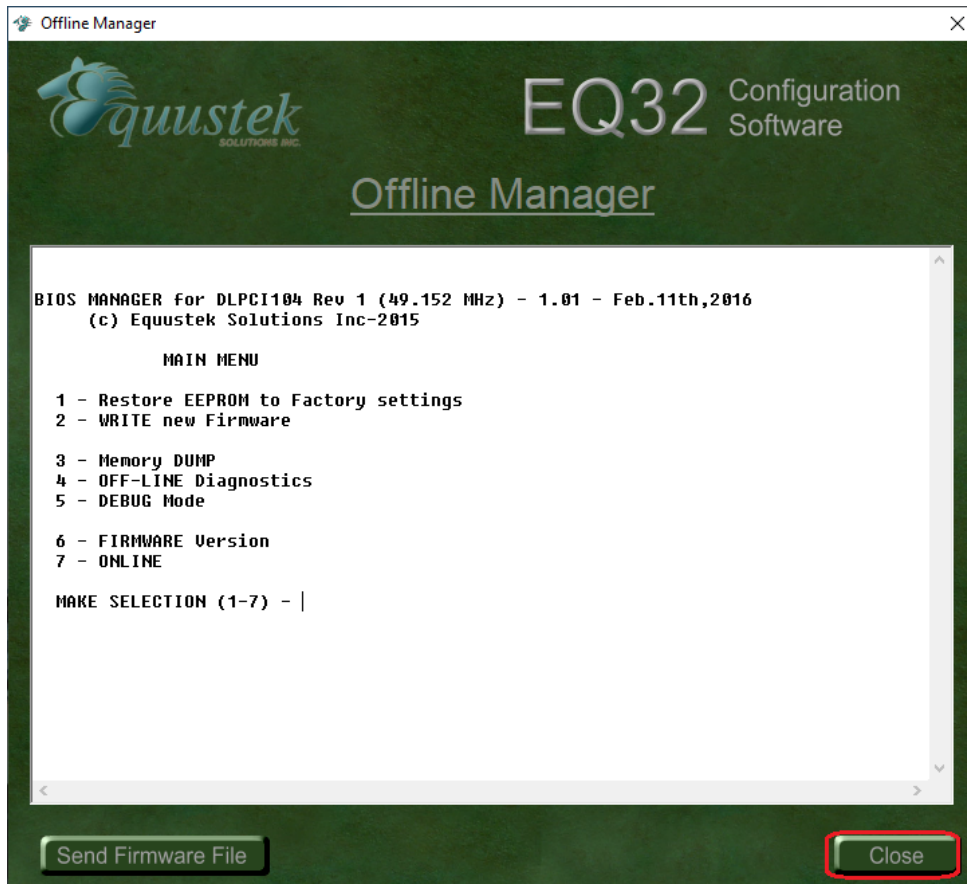 Offline Manager
Equustek
SOLUTIONS INC.
EQ32 Configuration Software
Offline Manager
BIOS MANAGER for DLPCI104 Rev 1 (49.152 MHz) - 1.01 - Feb.11th,2016
(c) Equustek Solutions Inc-2015
MAIN MENU
1 - Restore EEPROM to Factory settings
2 - WRITE new Firmware
3 - Memory DUMP
4 - OFF-LINE Diagnostics
5 - DEBUG Mode
6 - FIRMWARE Version
7 - ONLINE
MAKE SELECTION (1-7) -
Send Firmware File
Close